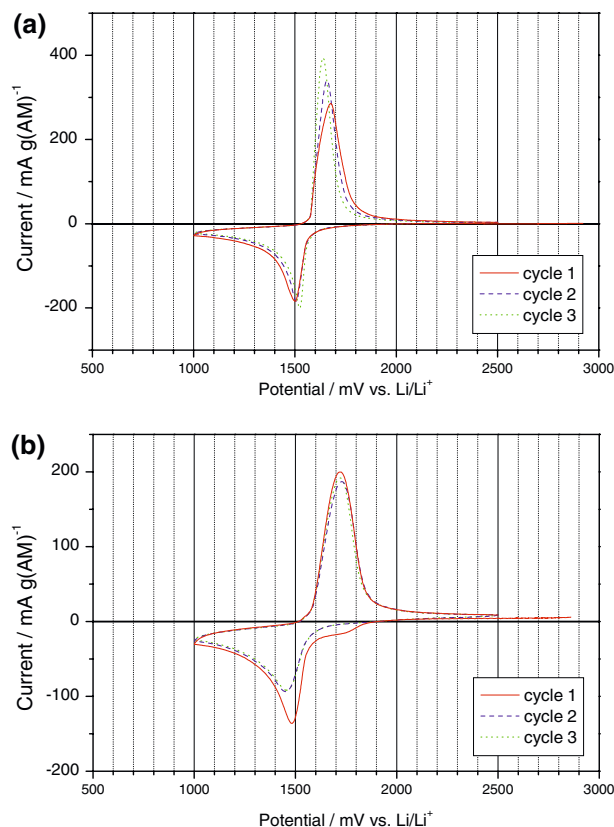 (a)
400
200
0
-200
Current / mA g(AM)⁻¹
cycle 1
cycle 2
cycle 3
500 1000 1500 2000 2500 3000
Potential / mV vs. Li/Li⁺
(b)
200
100
0
-100
-200
Current / mA g(AM)⁻¹
cycle 1
cycle 2
cycle 3
500 1000 1500 2000 2500 3000
Potential / mV vs. Li/Li⁺